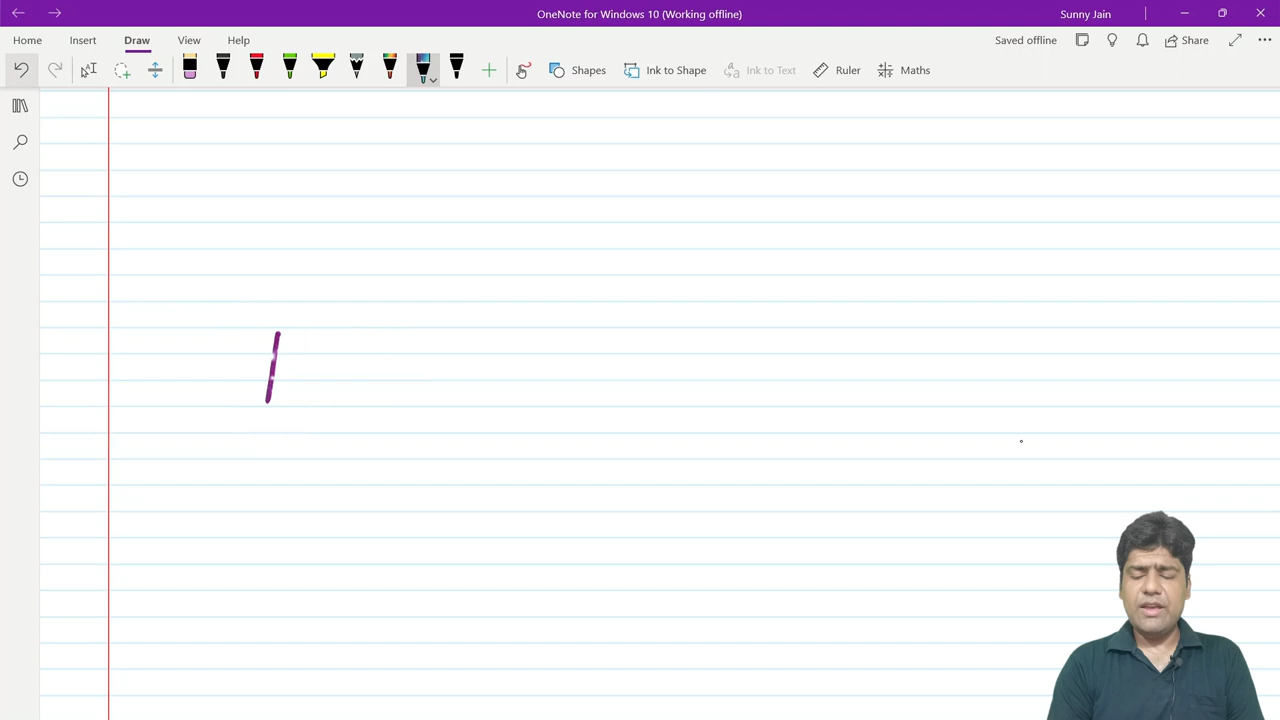 OneNote for Windows 10 (Working offline)
Sunny Jain
Home Insert Draw View Help
Saved offline
Share
Shapes
Ink to Shape
Ink to Text
Ruler
Maths